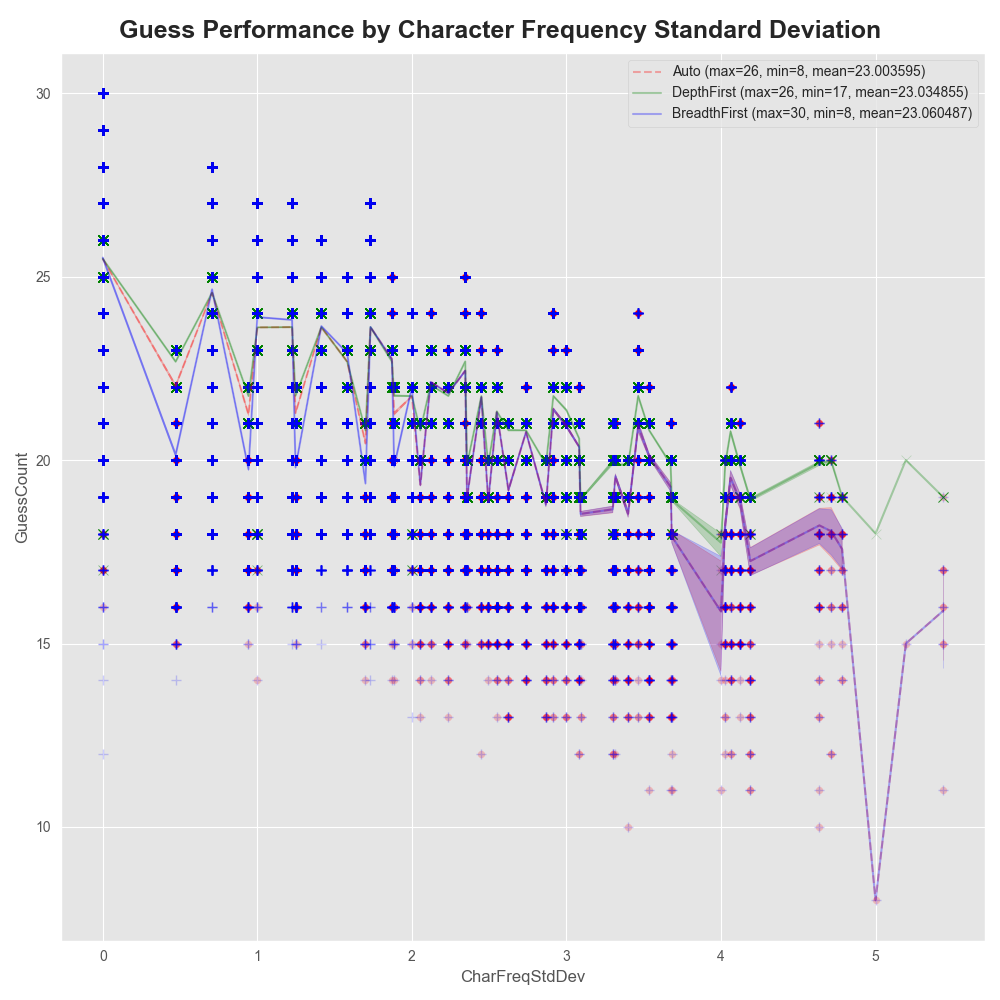 Guess Performance by Character Frequency Standard Deviation
Auto (max=26, min=8, mean=23.003595)
DepthFirst (max=26, min=17, mean=23.034855)
BreadthFirst (max=30, min=8, mean=23.060487)
30
25
20
15
10
GuessCount
0 1 2 3 4 5
CharFreqStdDev